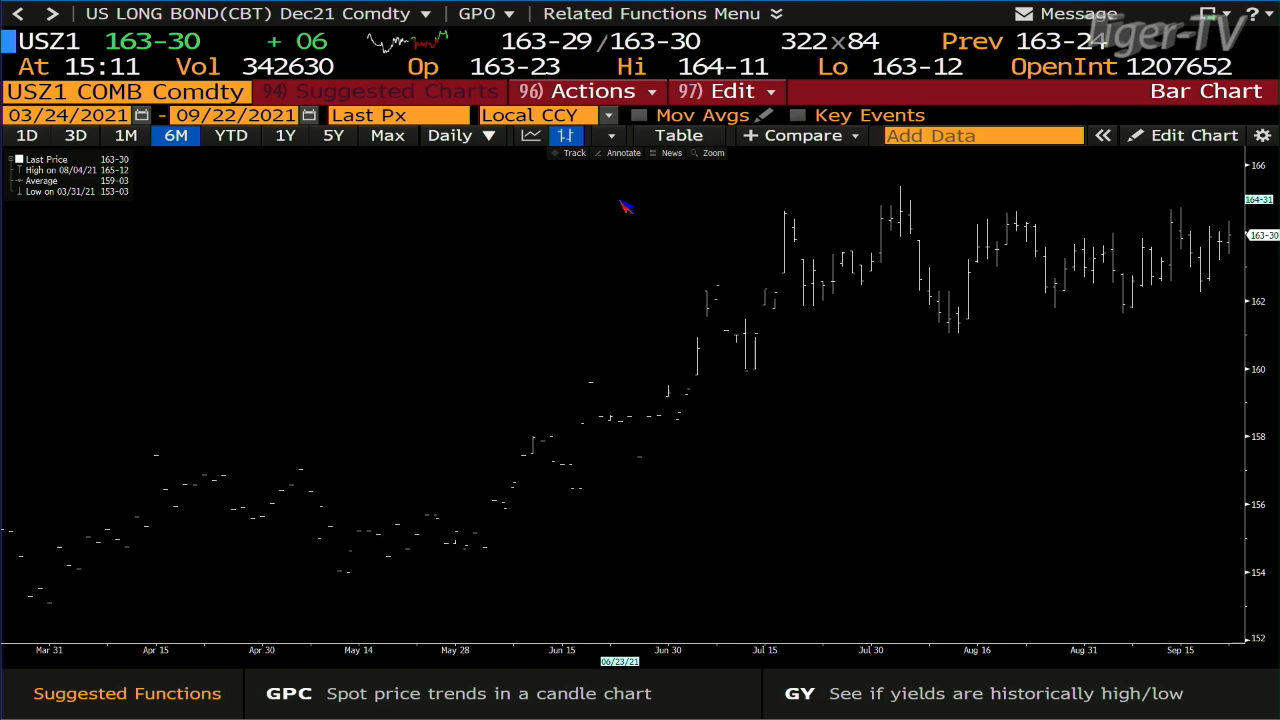 US LONG BOND(CBT) Dec21 Comdty GPO Related Functions Menu Message ?
Tiger-TV
USZ1 163-30 + 06 163-29/163-30 322x84 Prev 163-24
At 15:11 Vol 342630 Op 163-23 Hi 164-11 Lo 163-12 OpenInt 1207652
USZ1 COMB Comdty 94) Suggested Charts 96) Actions 97) Edit Bar Chart
03/24/2021 - 09/22/2021 Last Px Local CCY Mov Avgs Key Events
1D 3D 1M 6M YTD 1Y 5Y Max Daily Table + Compare Add Data Edit Chart
Track Annotate News Zoom
Last Price 163-30
High on 08/04/21 165-12
Average 159-03
Low on 03/31/21 153-03
166
164-31
163-30
162
160
158
156
154
152
Mar 31 Apr 15 Apr 30 May 14 May 28 Jun 15 Jun 30 Jul 15 Jul 30 Aug 16 Aug 31 Sep 15
06/23/21
Suggested Functions GPC Spot price trends in a candle chart GY See if yields are historically high/low